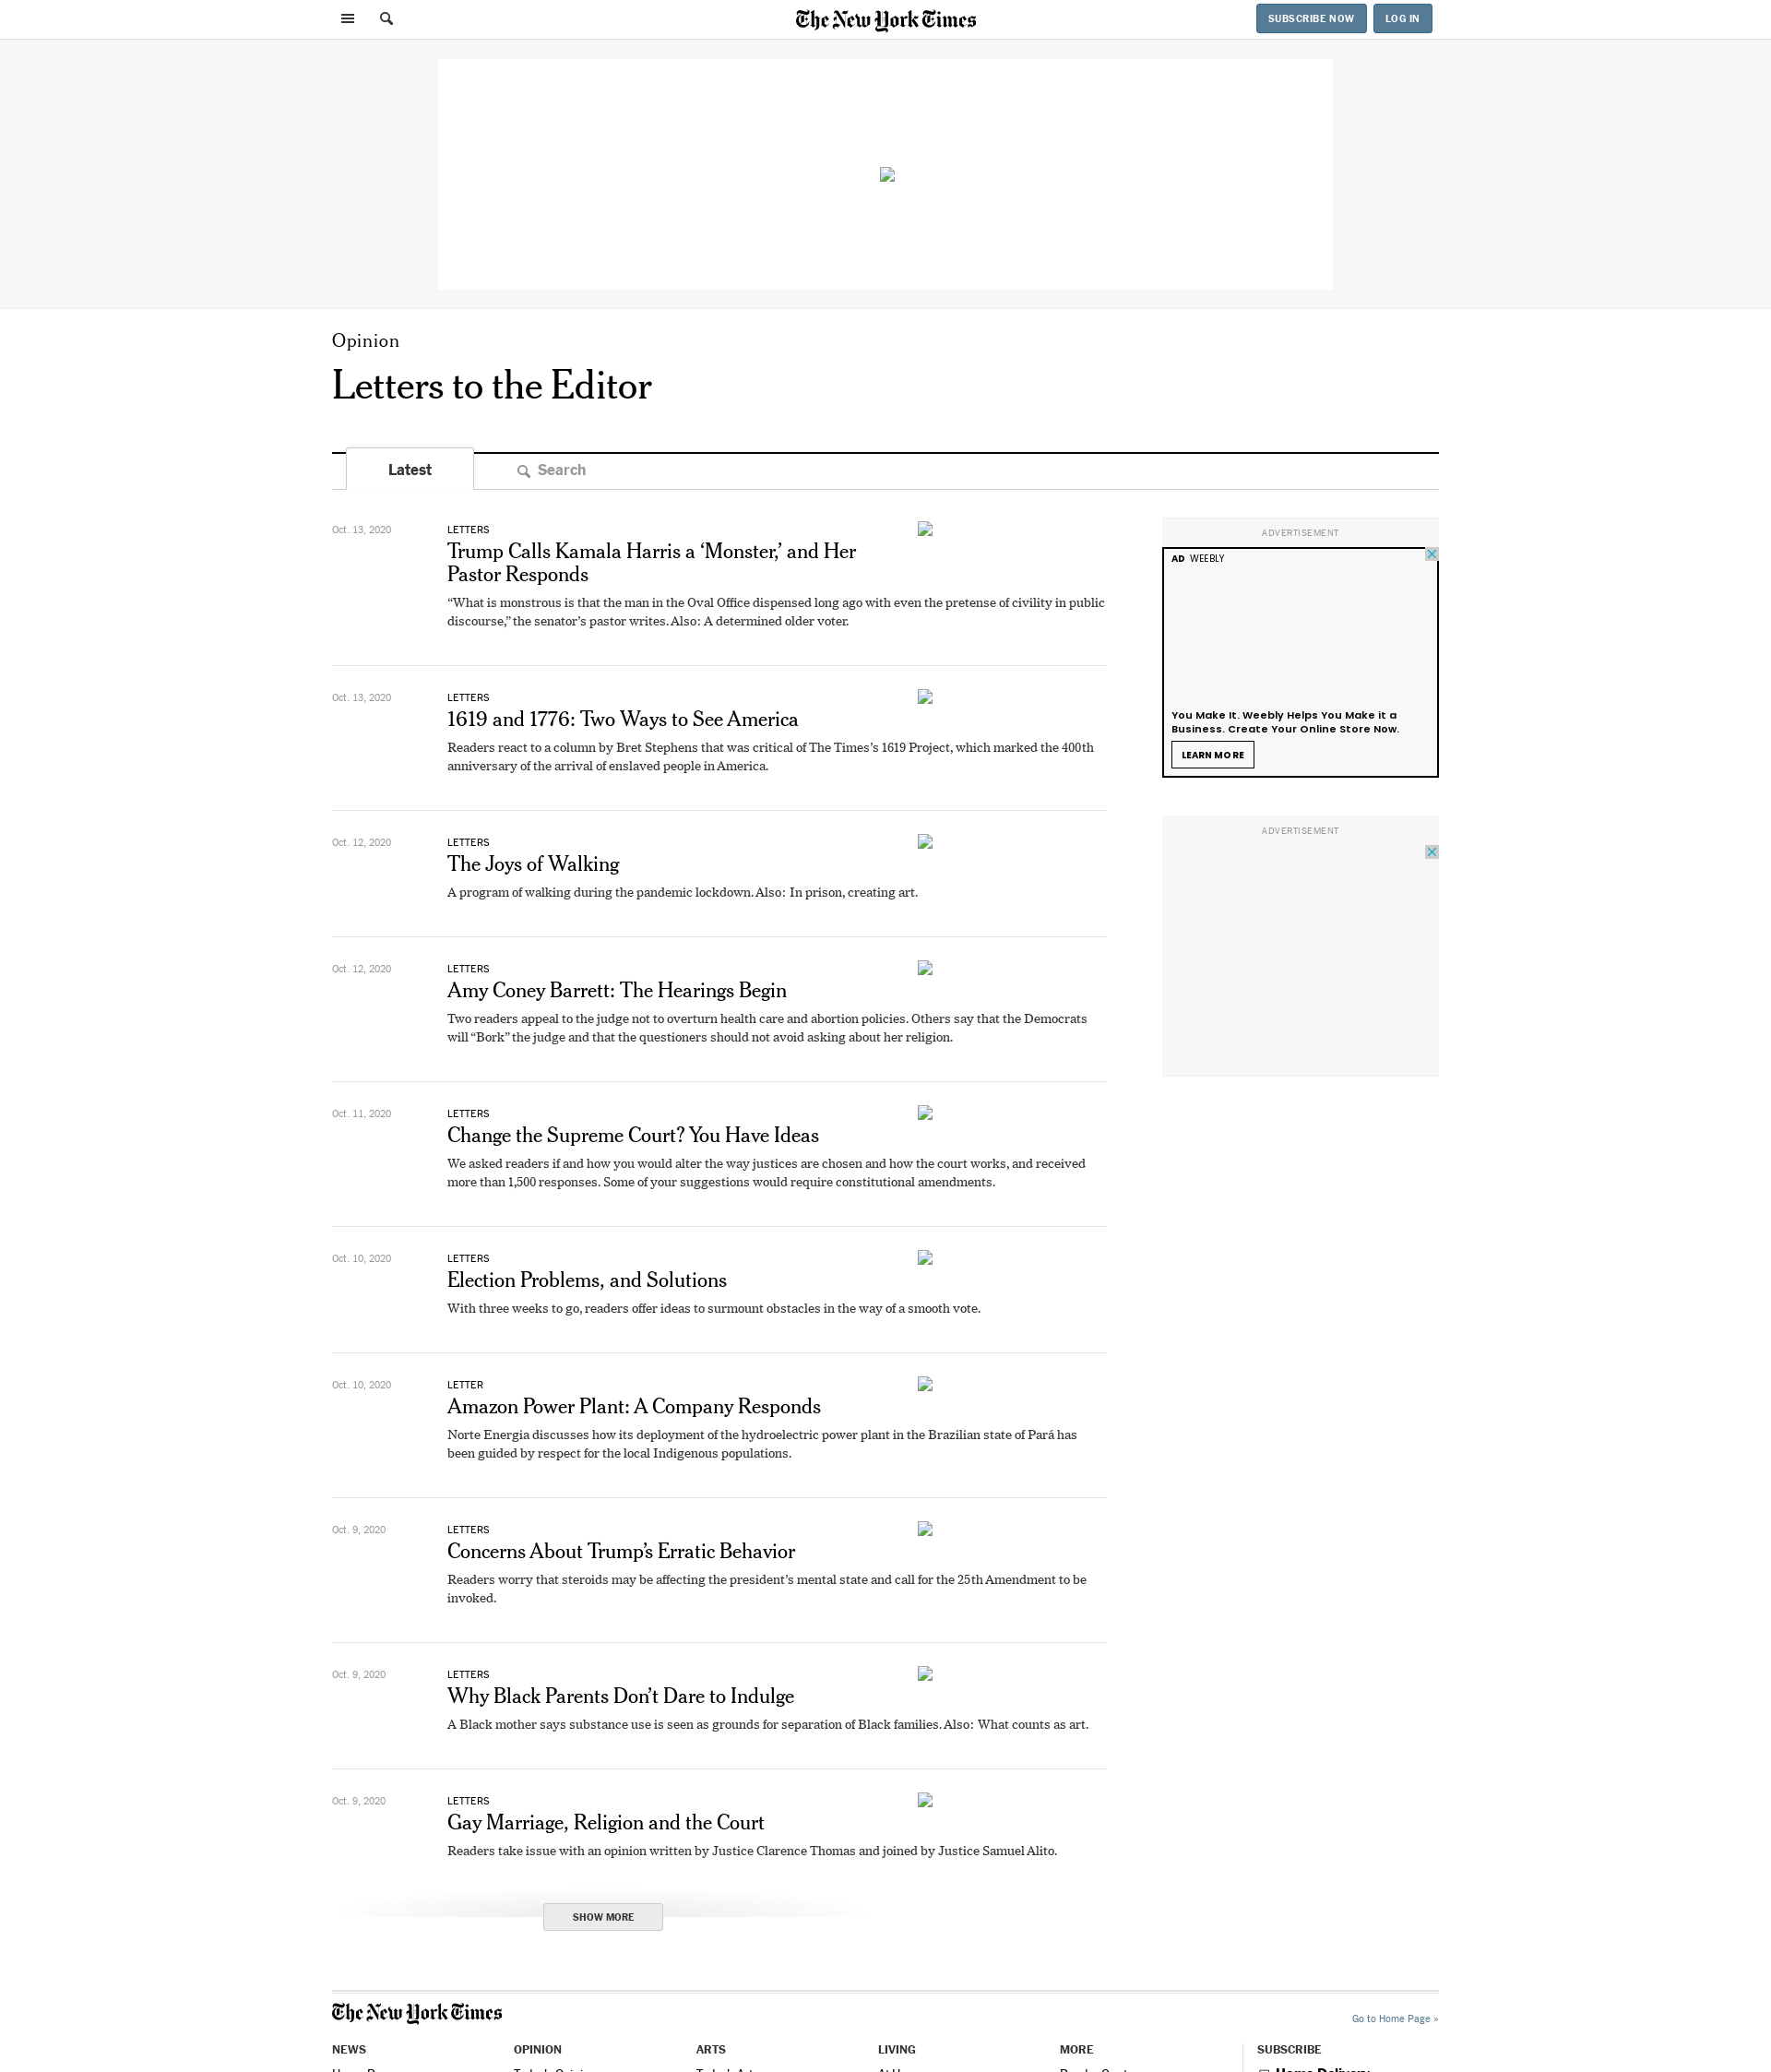 The New York Times
SUBSCRIBE NOW
LOG IN
Opinion
Letters to the Editor
Latest
Search
Oct. 13, 2020
LETTERS
Trump Calls Kamala Harris a ‘Monster,’ and Her
Pastor Responds
“What is monstrous is that the man in the Oval Office dispensed long ago with even the pretense of civility in public
discourse,” the senator’s pastor writes. Also: A determined older voter.
Oct. 13, 2020
LETTERS
1619 and 1776: Two Ways to See America
Readers react to a column by Bret Stephens that was critical of The Times’s 1619 Project, which marked the 400th
anniversary of the arrival of enslaved people in America.
Oct. 12, 2020
LETTERS
The Joys of Walking
A program of walking during the pandemic lockdown. Also: In prison, creating art.
Oct. 12, 2020
LETTERS
Amy Coney Barrett: The Hearings Begin
Two readers appeal to the judge not to overturn health care and abortion policies. Others say that the Democrats
will “Bork” the judge and that the questioners should not avoid asking about her religion.
Oct. 11, 2020
LETTERS
Change the Supreme Court? You Have Ideas
We asked readers if and how you would alter the way justices are chosen and how the court works, and received
more than 1,500 responses. Some of your suggestions would require constitutional amendments.
Oct. 10, 2020
LETTERS
Election Problems, and Solutions
With three weeks to go, readers offer ideas to surmount obstacles in the way of a smooth vote.
Oct. 10, 2020
LETTER
Amazon Power Plant: A Company Responds
Norte Energia discusses how its deployment of the hydroelectric power plant in the Brazilian state of Pará has
been guided by respect for the local Indigenous populations.
Oct. 9, 2020
LETTERS
Concerns About Trump’s Erratic Behavior
Readers worry that steroids may be affecting the president’s mental state and call for the 25th Amendment to be
invoked.
Oct. 9, 2020
LETTERS
Why Black Parents Don’t Dare to Indulge
A Black mother says substance use is seen as grounds for separation of Black families. Also: What counts as art.
Oct. 9, 2020
LETTERS
Gay Marriage, Religion and the Court
Readers take issue with an opinion written by Justice Clarence Thomas and joined by Justice Samuel Alito.
SHOW MORE
ADVERTISEMENT
AD WEEBLY
You Make It. Weebly Helps You Make it a
Business. Create Your Online Store Now.
LEARN MORE
ADVERTISEMENT
The New York Times
Go to Home Page »
NEWS
OPINION
ARTS
LIVING
MORE
SUBSCRIBE
Home Delivery